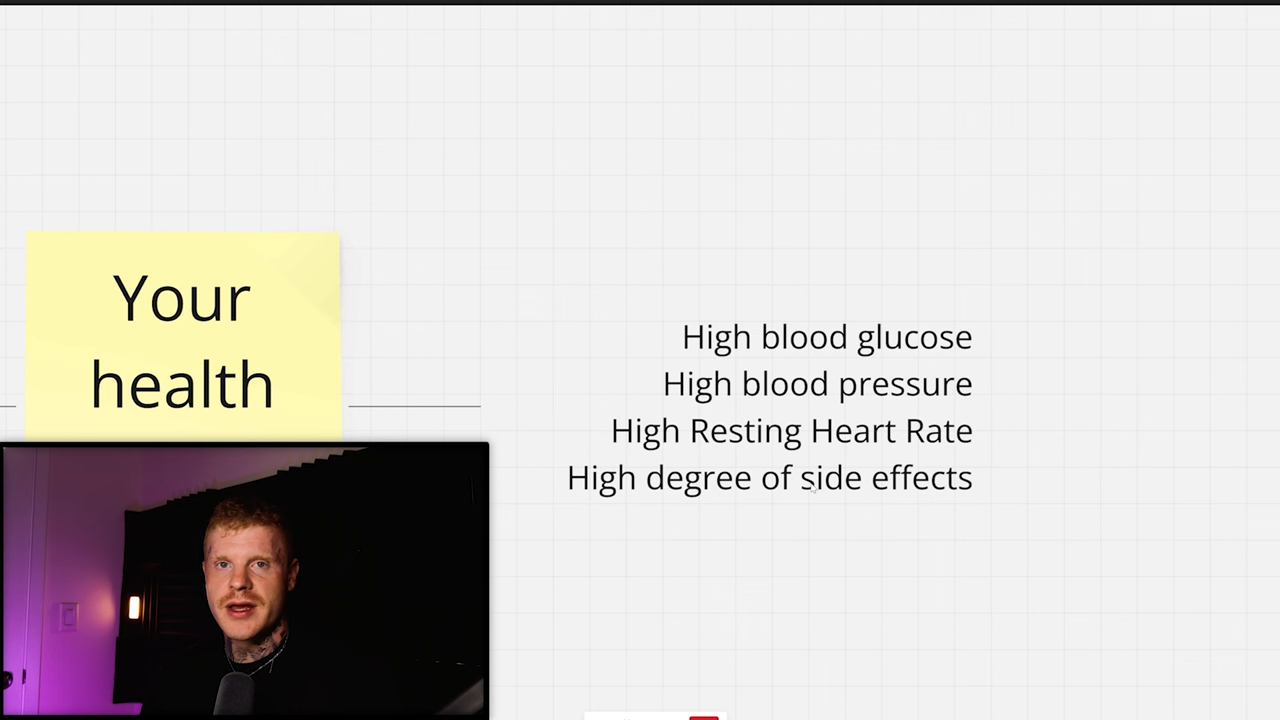 Your
health
High blood glucose
High blood pressure
High Resting Heart Rate
High degree of side effects